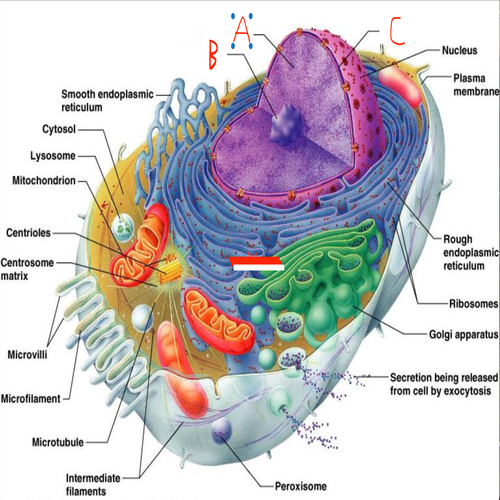 A
C
B
Nucleus
Plasma
membrane
Smooth endoplasmic
reticulum
Cytosol
Lysosome
Mitochondrion
Centrioles
Centrosome
matrix
Rough
endoplasmic
reticulum
Ribosomes
Golgi apparatus
Microvilli
Secretion being released
from cell by exocytosis
Microfilament
Microtubule
Intermediate
filaments
Peroxisome